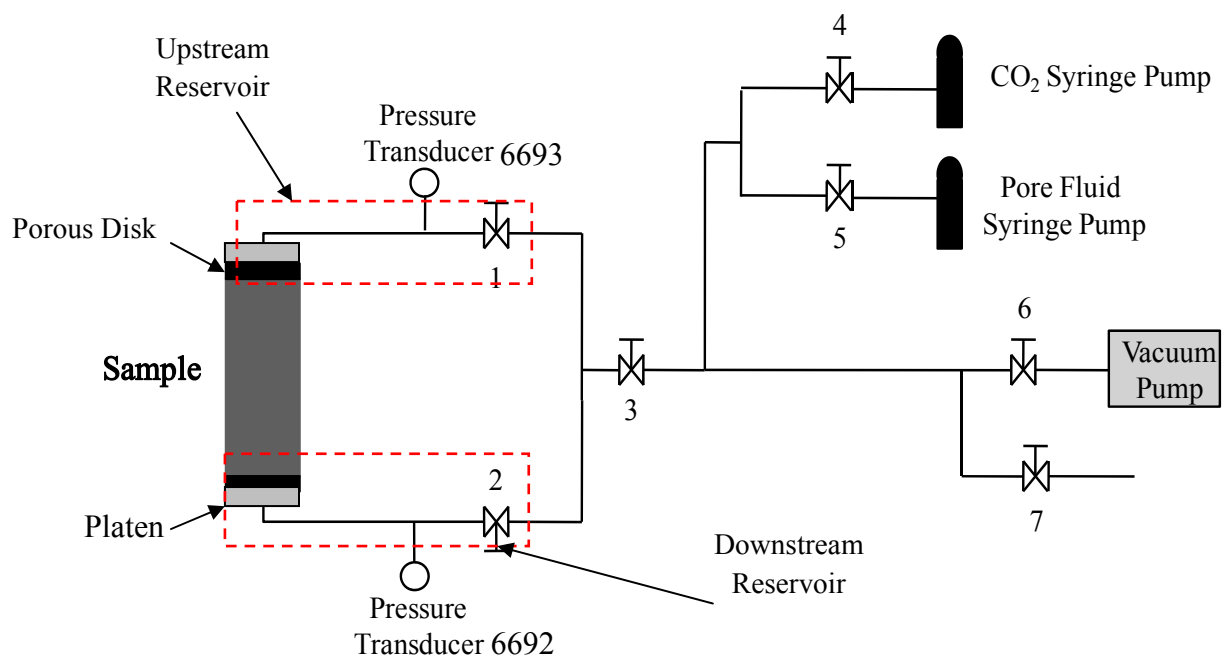 Upstream
Reservoir
4
CO₂ Syringe Pump
Pressure
Transducer 6693
Pore Fluid
Syringe Pump
Porous Disk
5
1
6
Sample
Vacuum
Pump
3
2
7
Platen
Downstream
Reservoir
Pressure
Transducer 6692